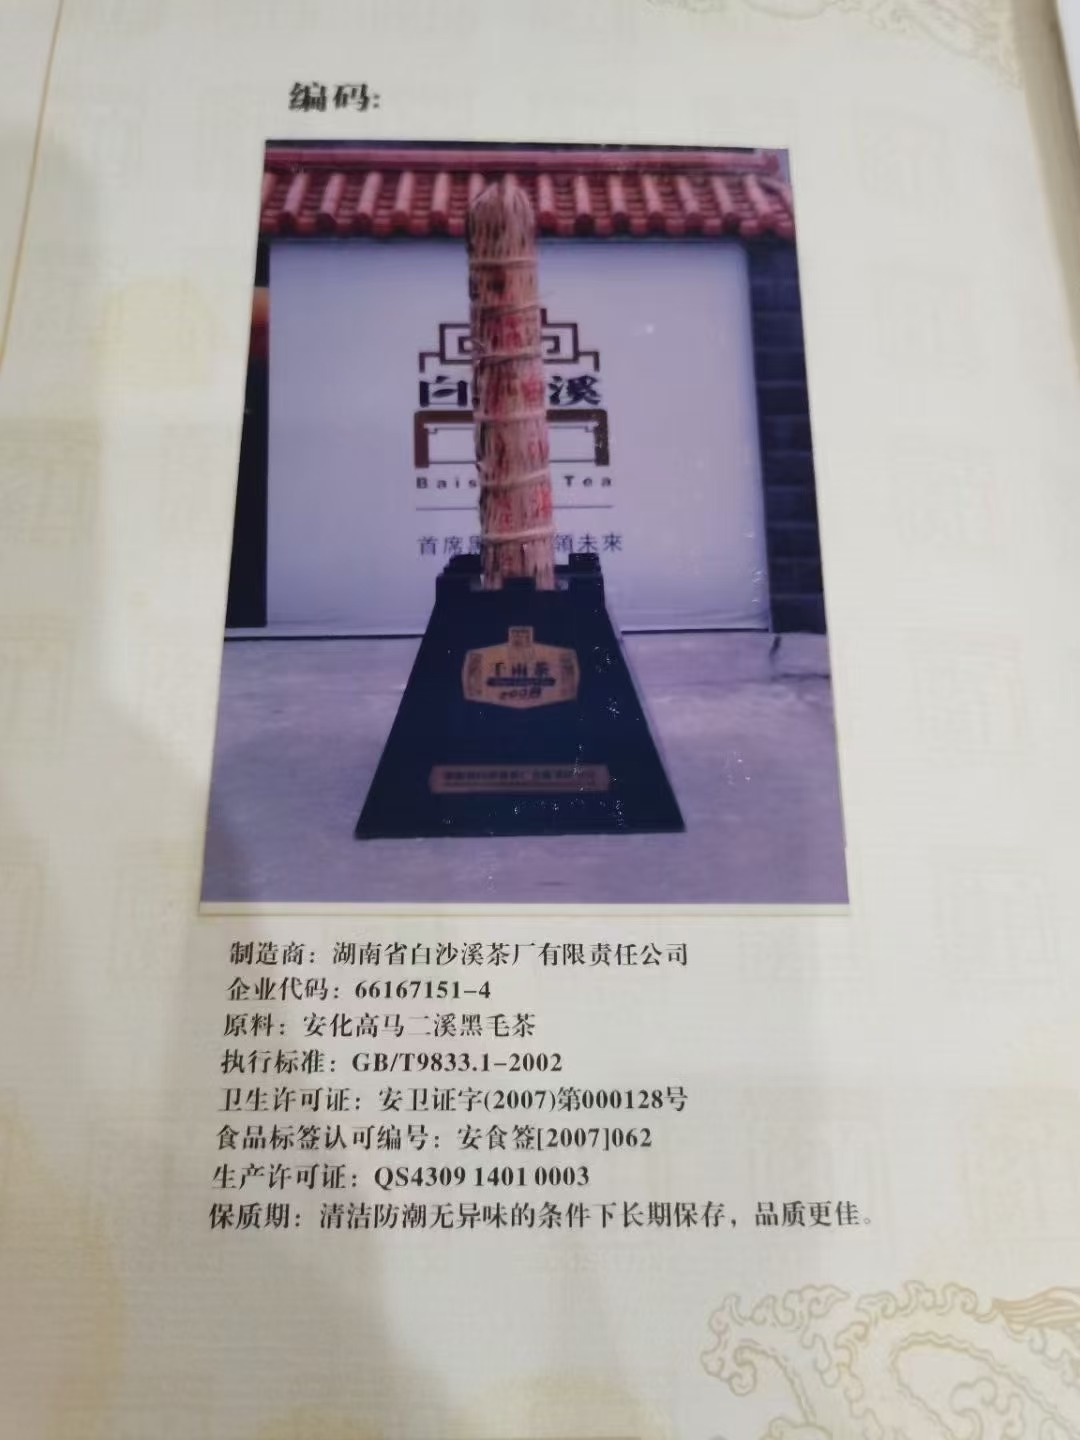 编码:
白 溪
Bais Tea
首席黑 領未來
千两茶
2008
制造商：湖南省白沙溪茶厂有限责任公司
企业代码：66167151-4
原料：安化高马二溪黑毛茶
执行标准：GB/T9833.1-2002
卫生许可证：安卫证字(2007)第000128号
食品标签认可编号：安食签[2007]062
生产许可证：QS4309 1401 0003
保质期：清洁防潮无异味的条件下长期保存，品质更佳。